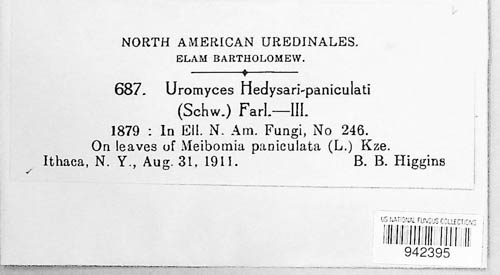 NORTH AMERICAN UREDINALES.
ELAM BARTHOLOMEW.
687. Uromyces Hedysari-paniculati
(Schw.) Farl.—III.
1879 : In Ell. N. Am. Fungi, No 246.
On leaves of Meibomia paniculata (L.) Kze.
Ithaca, N. Y., Aug. 31, 1911. B. B. Higgins
US NATIONAL FUNGUS COLLECTIONS
942395